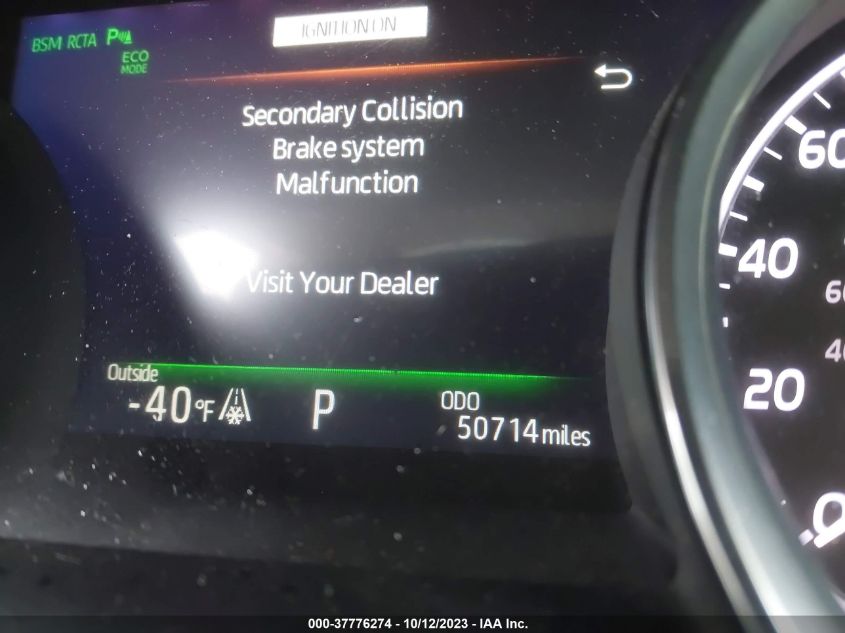 IGNITION ON
BSM RCTA P
ECO
MODE
Secondary Collision
Brake system
Malfunction
Visit Your Dealer
Outside
-40°F
P
ODO
50714 miles
60
40
20
0
000-37776274 - 10/12/2023 - IAA Inc.